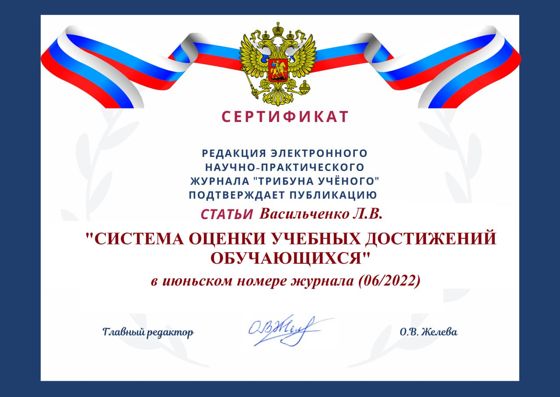 СЕРТИФИКАТ
РЕДАКЦИЯ ЭЛЕКТРОННОГО
НАУЧНО-ПРАКТИЧЕСКОГО
ЖУРНАЛА "ТРИБУНА УЧЁНОГО"
ПОДТВЕРЖДАЕТ ПУБЛИКАЦИЮ
СТАТЬИ Васильченко Л.В.
"СИСТЕМА ОЦЕНКИ УЧЕБНЫХ ДОСТИЖЕНИЙ
ОБУЧАЮЩИХСЯ"
в июньском номере журнала (06/2022)
Главный редактор О.В. Желева